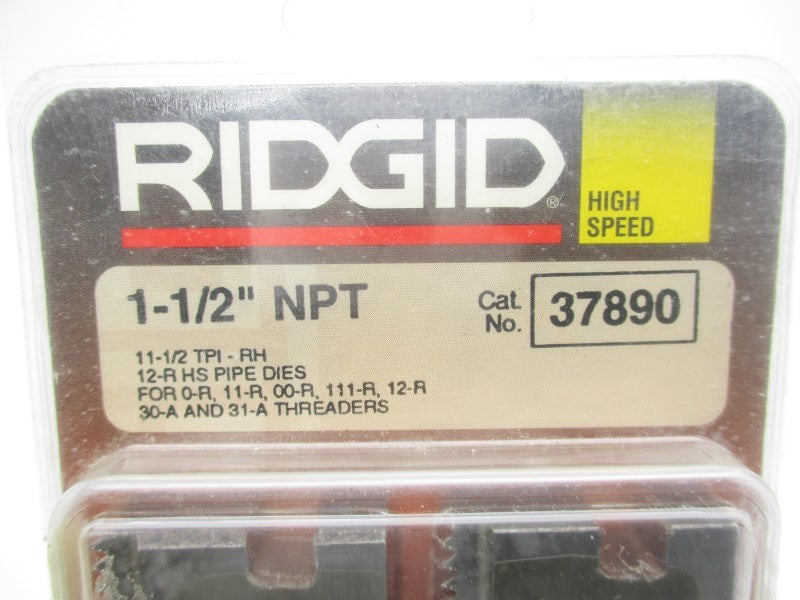 RIDGID®
HIGH
SPEED
1-1/2" NPT
Cat.
No.
37890
11-1/2 TPI - RH
12-R HS PIPE DIES
FOR 0-R, 11-R, 00-R, 111-R, 12-R
30-A AND 31-A THREADERS